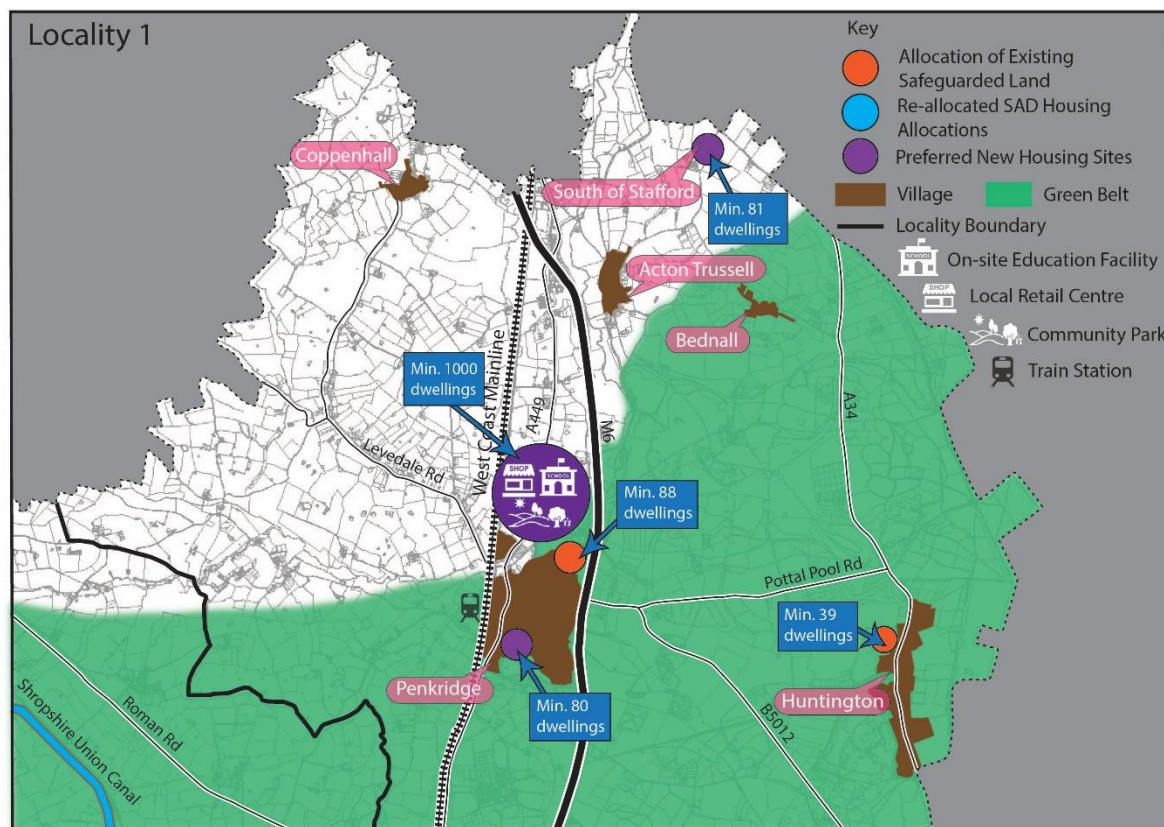 Locality 1
Key
Allocation of Existing
Safeguarded Land
Re-allocated SAD Housing
Allocations
Preferred New Housing Sites
Village
Green Belt
Locality Boundary
SCHOOL
On-site Education Facility
SHOP
Local Retail Centre
Community Park
Train Station
Coppenhall
South of Stafford
Min. 81
dwellings
Acton Trussell
Bednall
Min. 1000
dwellings
West Coast Mainline
A449
M6
A34
Levedale Rd
SHOP
SCHOOL
Min. 88
dwellings
Pottal Pool Rd
Min. 39
dwellings
Penkridge
Min. 80
dwellings
Huntington
B5012
Roman Rd
Shropshire Union Canal